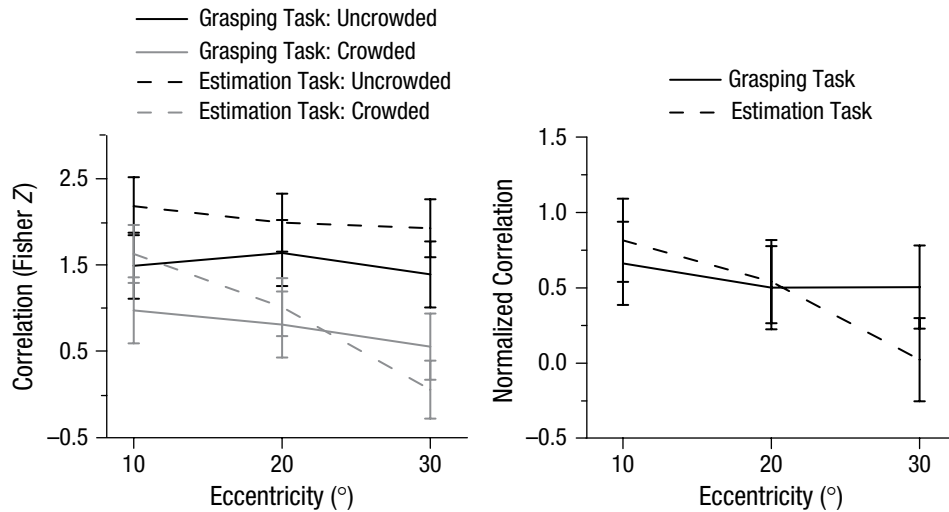 Grasping Task: Uncrowded
Grasping Task: Crowded
Estimation Task: Uncrowded
Estimation Task: Crowded
Correlation (Fisher Z)
2.5
1.5
0.5
–0.5
10
20
30
Eccentricity (°)
Grasping Task
Estimation Task
Normalized Correlation
1.5
1.0
0.5
0.0
–0.5
10
20
30
Eccentricity (°)